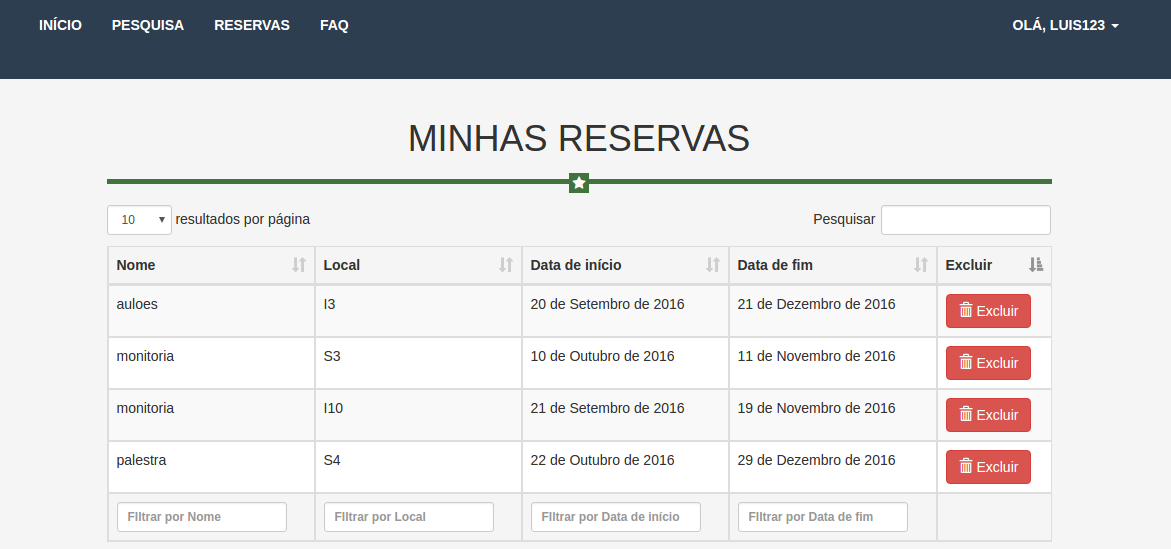 INÍCIO PESQUISA RESERVAS FAQ OLÁ, LUIS123
MINHAS RESERVAS
10 resultados por página Pesquisar
Nome Local Data de início Data de fim Excluir
auloes I3 20 de Setembro de 2016 21 de Dezembro de 2016 Excluir
monitoria S3 10 de Outubro de 2016 11 de Novembro de 2016 Excluir
monitoria I10 21 de Setembro de 2016 19 de Novembro de 2016 Excluir
palestra S4 22 de Outubro de 2016 29 de Dezembro de 2016 Excluir
FIltrar por Nome FIltrar por Local FIltrar por Data de início FIltrar por Data de fim